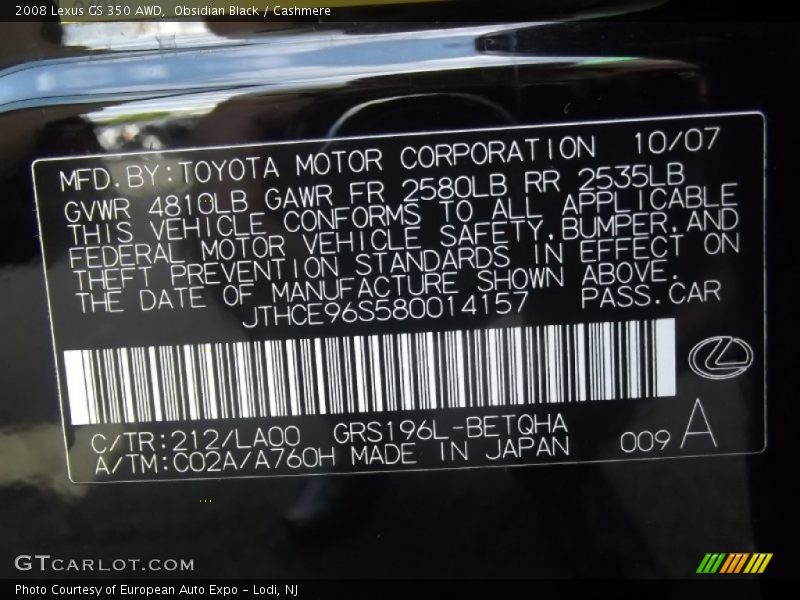 2008 Lexus GS 350 AWD,  Obsidian Black / Cashmere
MFD.BY:TOYOTA MOTOR CORPORATION 10/07
GVWR 4810LB GAWR FR 2580LB RR 2535LB
THIS VEHICLE CONFORMS TO ALL APPLICABLE
FEDERAL MOTOR VEHICLE SAFETY,BUMPER,AND
THEFT PREVENTION STANDARDS IN EFFECT ON
THE DATE OF MANUFACTURE SHOWN ABOVE.
JTHCE96S580014157 PASS.CAR
C/TR:212/LA00 GRS196L-BETQHA
A/TM:C02A/A760H MADE IN JAPAN 009 A
GTCARLOT.COM
Photo Courtesy of European Auto Expo - Lodi, NJ